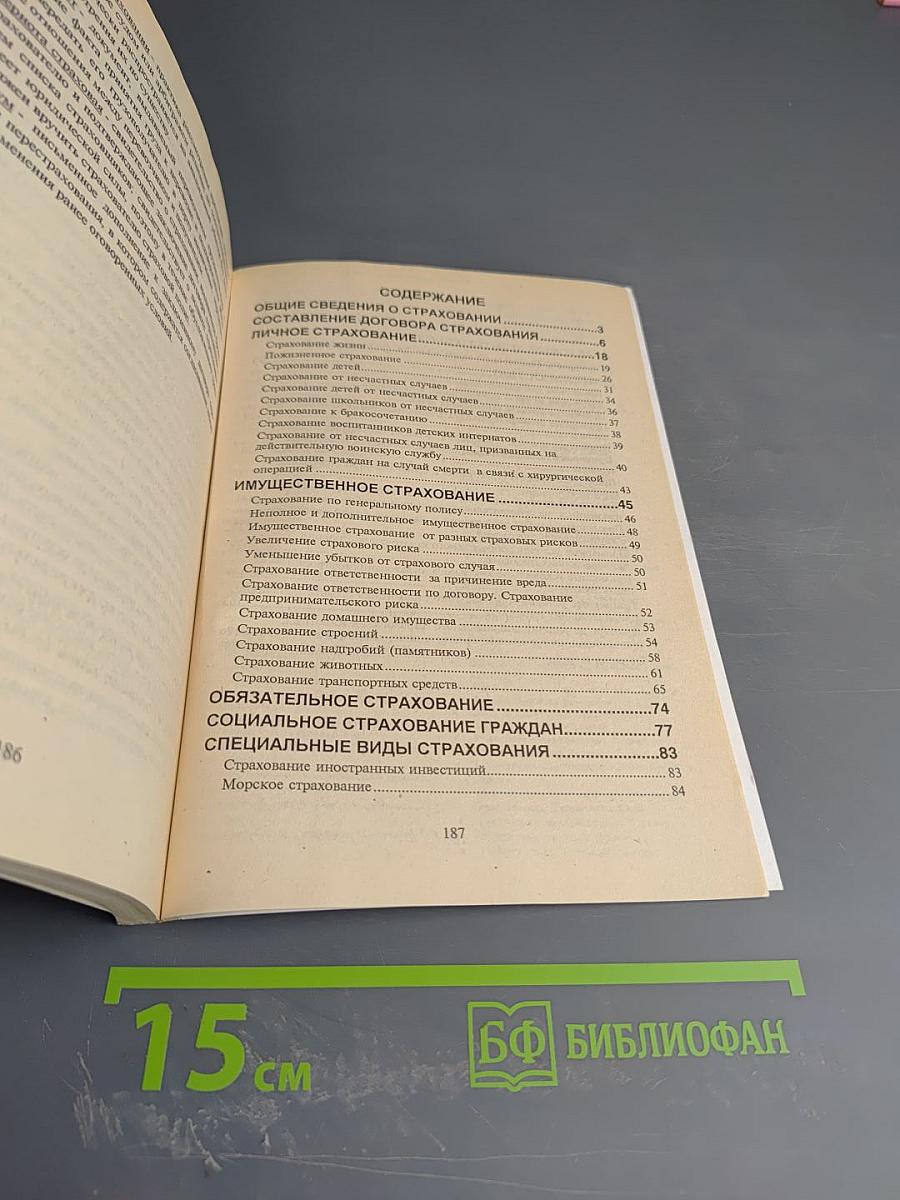 СОДЕРЖАНИЕ
ОБЩИЕ СВЕДЕНИЯ О СТРАХОВАНИИ...3
СОСТАВЛЕНИЕ ДОГОВОРА СТРАХОВАНИЯ...6
ЛИЧНОЕ СТРАХОВАНИЕ...18
Страхование жизни...19
Пожизненное страхование...26
Страхование детей...31
Страхование от несчастных случаев...34
Страхование детей от несчастных случаев...36
Страхование школьников от несчастных случаев...37
Страхование к бракосочетанию...38
Страхование воспитанников детских интернатов...39
Страхование от несчастных случаев лиц, призванных на
действительную воинскую службу...40
Страхование граждан на случай смерти в связи с хирургической
операцией...43
ИМУЩЕСТВЕННОЕ СТРАХОВАНИЕ...45
Страхование по генеральному полису...46
Неполное и дополнительное имущественное страхование...48
Имущественное страхование от разных страховых рисков...49
Увеличение страхового риска...50
Уменьшение убытков от страхового случая...50
Страхование ответственности за причинение вреда...51
Страхование ответственности по договору. Страхование
предпринимательского риска...52
Страхование домашнего имущества...53
Страхование строений...54
Страхование надгробий (памятников)...58
Страхование животных...61
Страхование транспортных средств...65
ОБЯЗАТЕЛЬНОЕ СТРАХОВАНИЕ...74
СОЦИАЛЬНОЕ СТРАХОВАНИЕ ГРАЖДАН...77
СПЕЦИАЛЬНЫЕ ВИДЫ СТРАХОВАНИЯ...83
Страхование иностранных инвестиций...83
Морское страхование...84
187
186
15 см
БФ БИБЛИОФАН